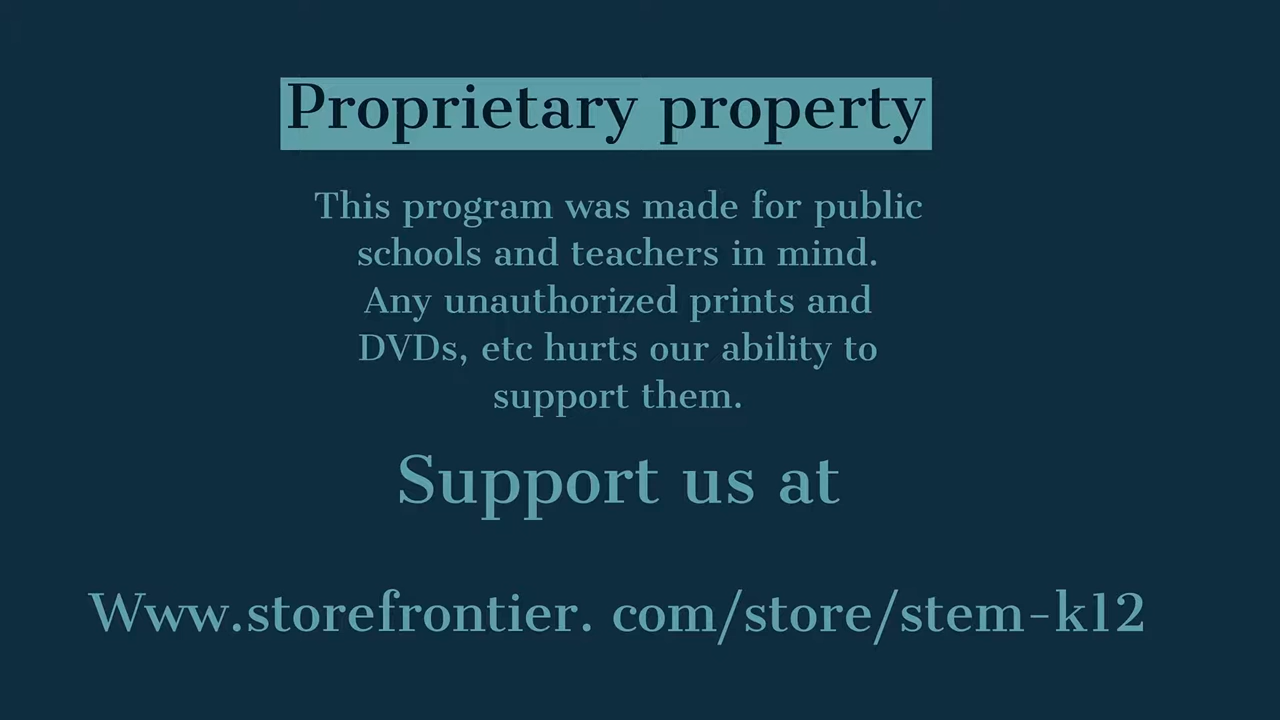 Proprietary property
This program was made for public
schools and teachers in mind.
Any unauthorized prints and
DVDs, etc hurts our ability to
support them.
Support us at
Www.storefrontier. com/store/stem-k12